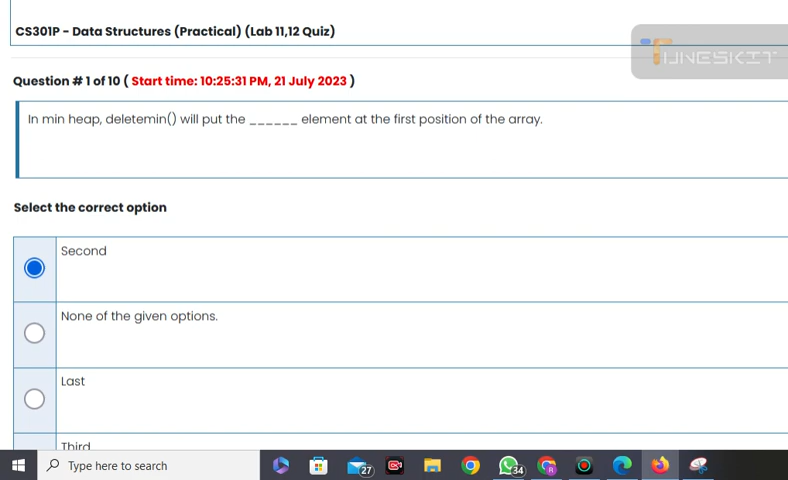 CS301P - Data Structures (Practical) (Lab 11,12 Quiz)
TUNESKIT
Question # 1 of 10 ( Start time: 10:25:31 PM, 21 July 2023 )
In min heap, deletemin() will put the ______ element at the first position of the array.
Select the correct option
Second
None of the given options.
Last
Third
Type here to search
27
34
R